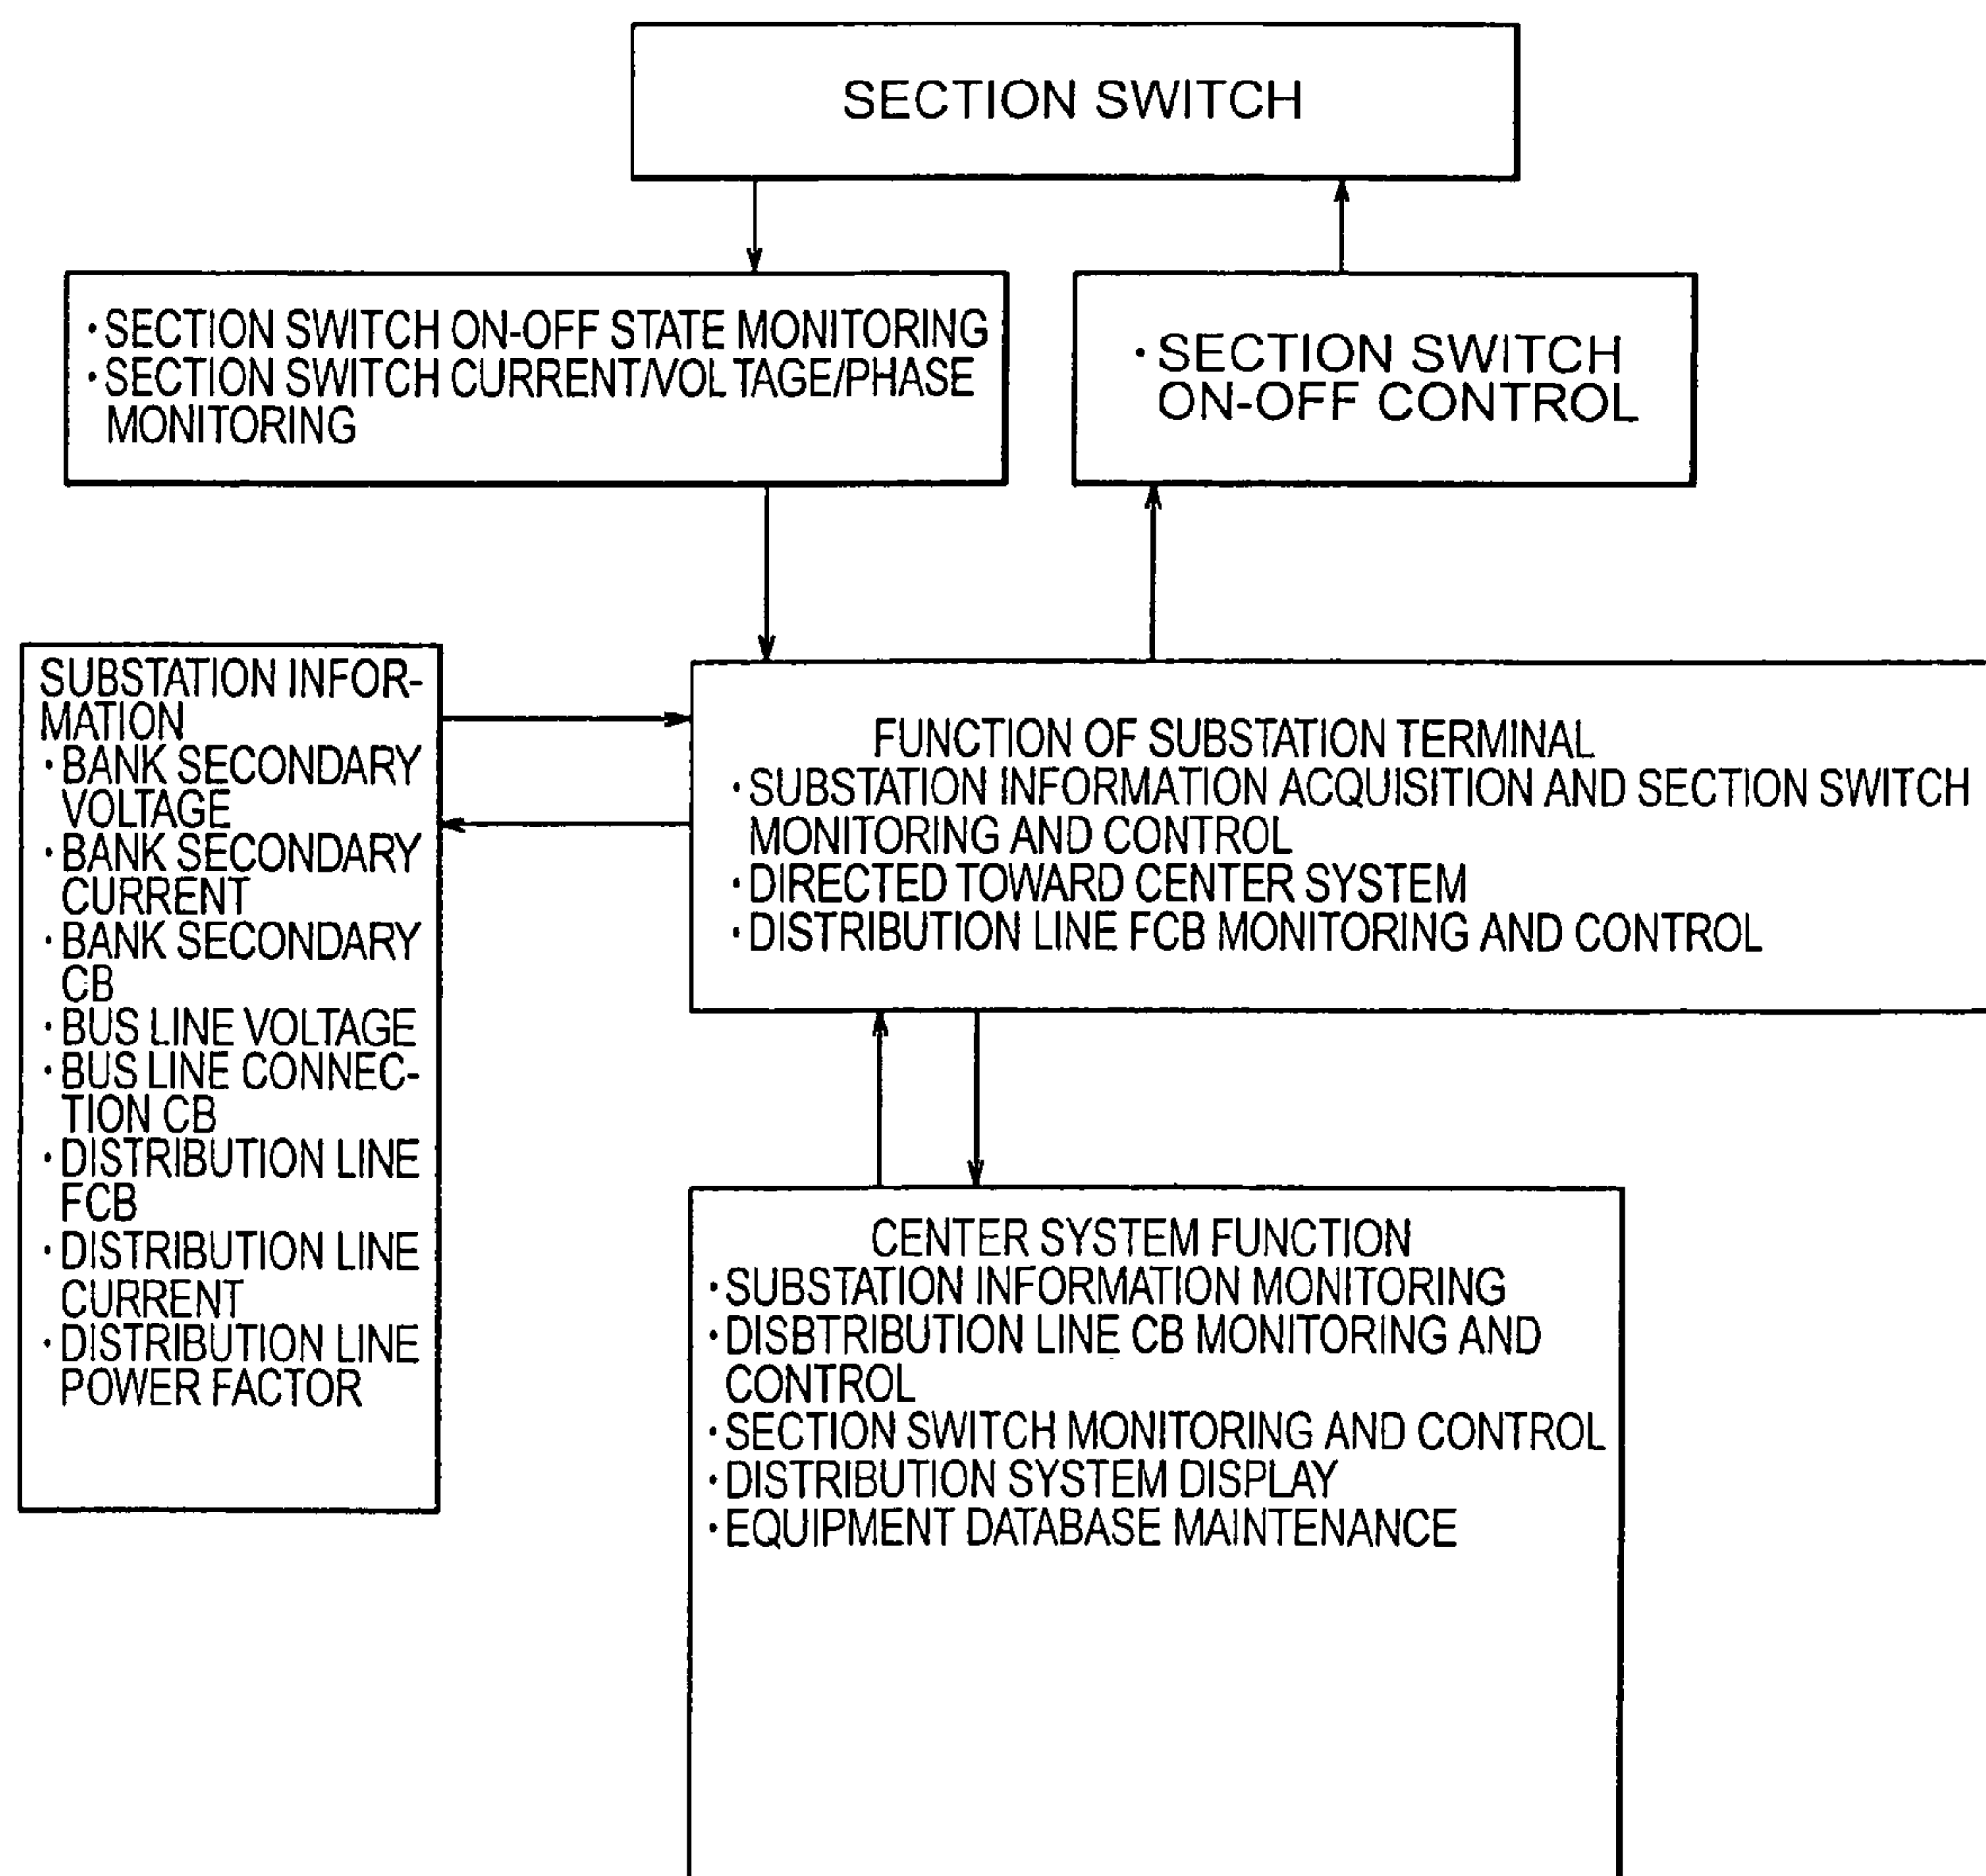 SECTION SWITCH
・SECTION SWITCH ON-OFF STATE MONITORING
・SECTION SWITCH CURRENT/VOLTAGE/PHASE
MONITORING
・SECTION SWITCH
ON-OFF CONTROL
SUBSTATION INFOR-
MATION
・BANK SECONDARY
VOLTAGE
・BANK SECONDARY
CURRENT
・BANK SECONDARY
CB
・BUS LINE VOLTAGE
・BUS LINE CONNEC-
TION CB
・DISTRIBUTION LINE
FCB
・DISTRIBUTION LINE
CURRENT
・DISTRIBUTION LINE
POWER FACTOR
FUNCTION OF SUBSTATION TERMINAL
・SUBSTATION INFORMATION ACQUISITION AND SECTION SWITCH
MONITORING AND CONTROL
・DIRECTED TOWARD CENTER SYSTEM
・DISTRIBUTION LINE FCB MONITORING AND CONTROL
CENTER SYSTEM FUNCTION
・SUBSTATION INFORMATION MONITORING
・DISBTRIBUTION LINE CB MONITORING AND
CONTROL
・SECTION SWITCH MONITORING AND CONTROL
・DISTRIBUTION SYSTEM DISPLAY
・EQUIPMENT DATABASE MAINTENANCE